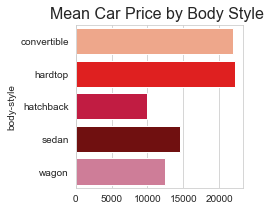 Mean Car Price by Body Style
body-style
convertible
hardtop
hatchback
sedan
wagon
0 5000 10000 15000 20000